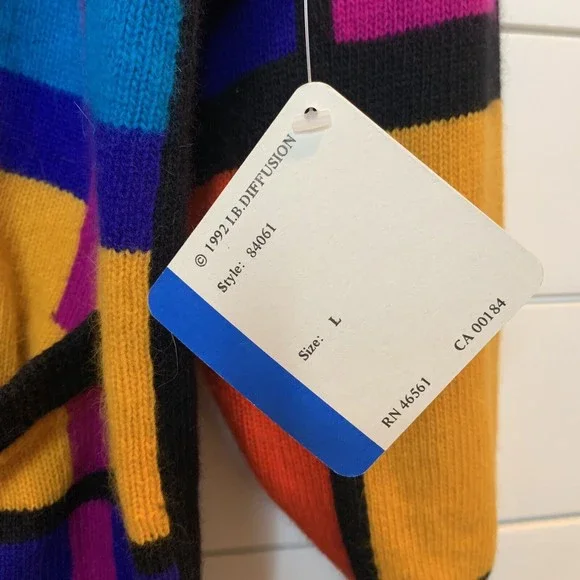 © 1992 I.B.DIFFUSION
Style: 84061
Size: L
RN 46561 CA 00184